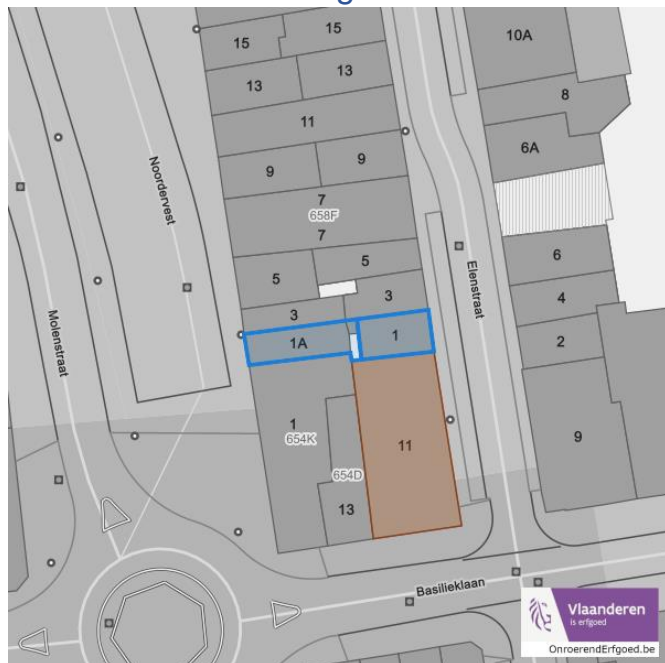 15
15
10A
13
13
8
11
6A
Noordervest
9
9
7
658F
7
Elenstraat
5
5
6
Molenstraat
3
3
4
1A
1
2
1
654K
11
9
654D
13
Basilieklaan
Vlaanderen
is erfgoed
OnroerendErfgoed.be